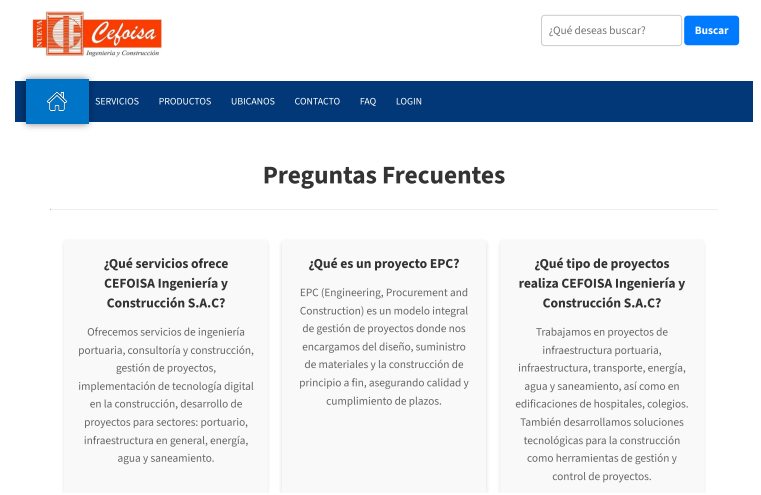 NUEVA
Cefoisa
Ingeniería y Construcción
¿Qué deseas buscar?
Buscar
SERVICIOS PRODUCTOS UBICANOS CONTACTO FAQ LOGIN
Preguntas Frecuentes
¿Qué servicios ofrece
CEFOISA Ingeniería y
Construcción S.A.C?
Ofrecemos servicios de ingeniería
portuaria, consultoría y construcción,
gestión de proyectos,
implementación de tecnología digital
en la construcción, desarrollo de
proyectos para sectores: portuario,
infraestructura en general, energía,
agua y saneamiento.
¿Qué es un proyecto EPC?
EPC (Engineering, Procurement and
Construction) es un modelo integral
de gestión de proyectos donde nos
encargamos del diseño, suministro
de materiales y la construcción de
principio a fin, asegurando calidad y
cumplimiento de plazos.
¿Qué tipo de proyectos
realiza CEFOISA Ingeniería y
Construcción S.A.C?
Trabajamos en proyectos de
infraestructura portuaria,
infraestructura, transporte, energía,
agua y saneamiento, así como en
edificaciones de hospitales, colegios.
También desarrollamos soluciones
tecnológicas para la construcción
como herramientas de gestión y
control de proyectos.